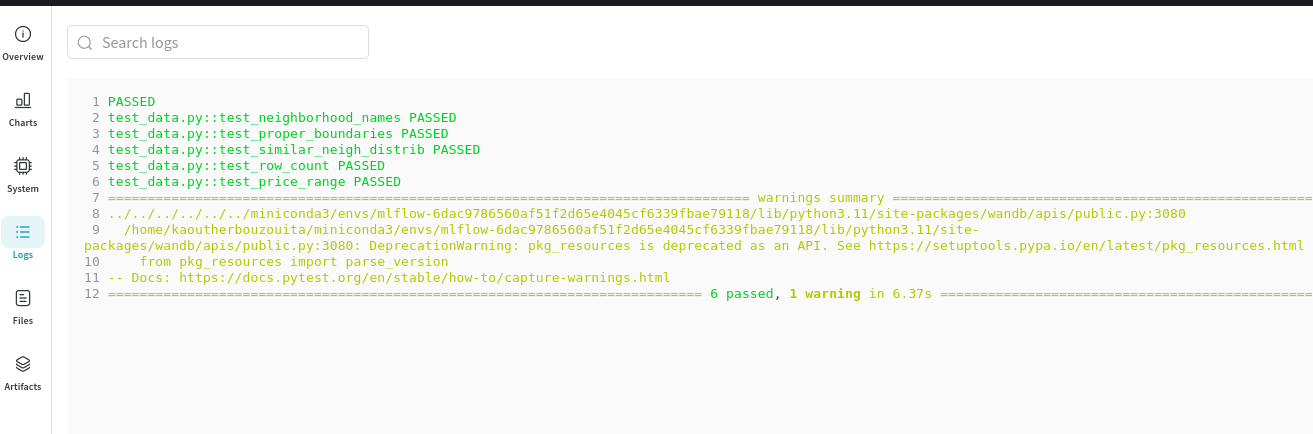 Overview
Charts
System
Logs
Files
Artifacts
Search logs
1 PASSED
2 test_data.py::test_neighborhood_names PASSED
3 test_data.py::test_proper_boundaries PASSED
4 test_data.py::test_similar_neigh_distrib PASSED
5 test_data.py::test_row_count PASSED
6 test_data.py::test_price_range PASSED
7 ================================================================================= warnings summary =====================================================
8 ../../../../../../miniconda3/envs/mlflow-6dac9786560af51f2d65e4045cf6339fbae79118/lib/python3.11/site-packages/wandb/apis/public.py:3080
9   /home/kaoutherbouzouita/miniconda3/envs/mlflow-6dac9786560af51f2d65e4045cf6339fbae79118/lib/python3.11/site-
packages/wandb/apis/public.py:3080: DeprecationWarning: pkg_resources is deprecated as an API. See https://setuptools.pypa.io/en/latest/pkg_resources.html
10     from pkg_resources import parse_version
11 -- Docs: https://docs.pytest.org/en/stable/how-to/capture-warnings.html
12 =========================================================================== 6 passed, 1 warning in 6.37s ===============================================